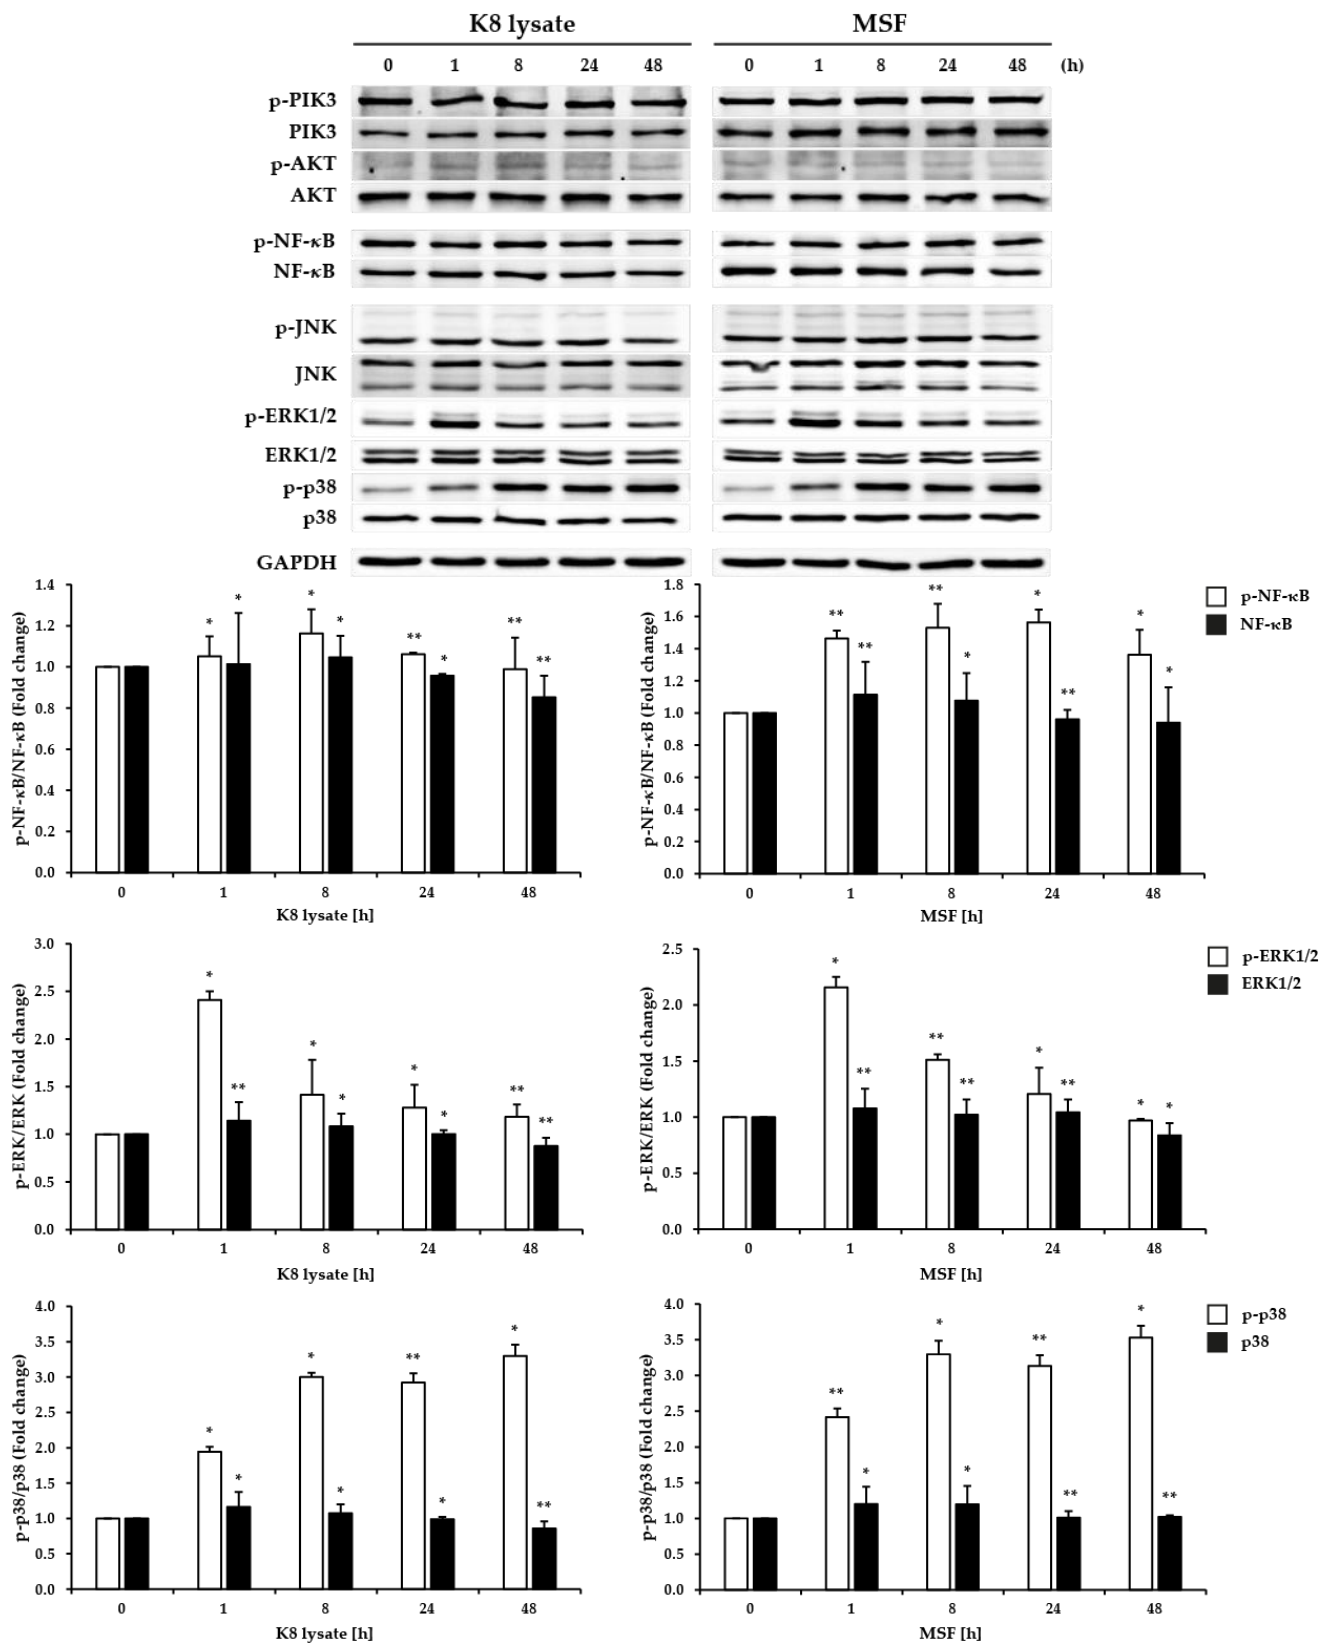 K8 lysate MSF
0 1 8 24 48 0 1 8 24 48 (h)
p-PIK3
PIK3
p-AKT
AKT
p-NF-κB
NF-κB
p-JNK
JNK
p-ERK1/2
ERK1/2
p-p38
p38
GAPDH
p-NF-κB/NF-κB (Fold change)
1.4
1.2
1.0
0.8
0.6
0.4
0.2
0.0
* * * * ** * ** **
0 1 8 24 48
K8 lysate [h]
p-NF-κB/NF-κB (Fold change)
1.8
1.6
1.4
1.2
1.0
0.8
0.6
0.4
0.2
0.0
** ** ** * * ** * *
0 1 8 24 48
MSF [h]
p-NF-κB
NF-κB
p-ERK/ERK (Fold change)
3.0
2.5
2.0
1.5
1.0
0.5
0.0
* ** * * * * ** **
0 1 8 24 48
K8 lysate [h]
p-ERK/ERK (Fold change)
2.5
2.0
1.5
1.0
0.5
0.0
* ** ** ** * ** * *
0 1 8 24 48
MSF [h]
p-ERK1/2
ERK1/2
p-p38/p38 (Fold change)
4.0
3.5
3.0
2.5
2.0
1.5
1.0
0.5
0.0
* * * * ** * * **
0 1 8 24 48
K8 lysate [h]
p-p38/p38 (Fold change)
4.0
3.5
3.0
2.5
2.0
1.5
1.0
0.5
0.0
** * * * ** ** * **
0 1 8 24 48
MSF [h]
p-p38
p38